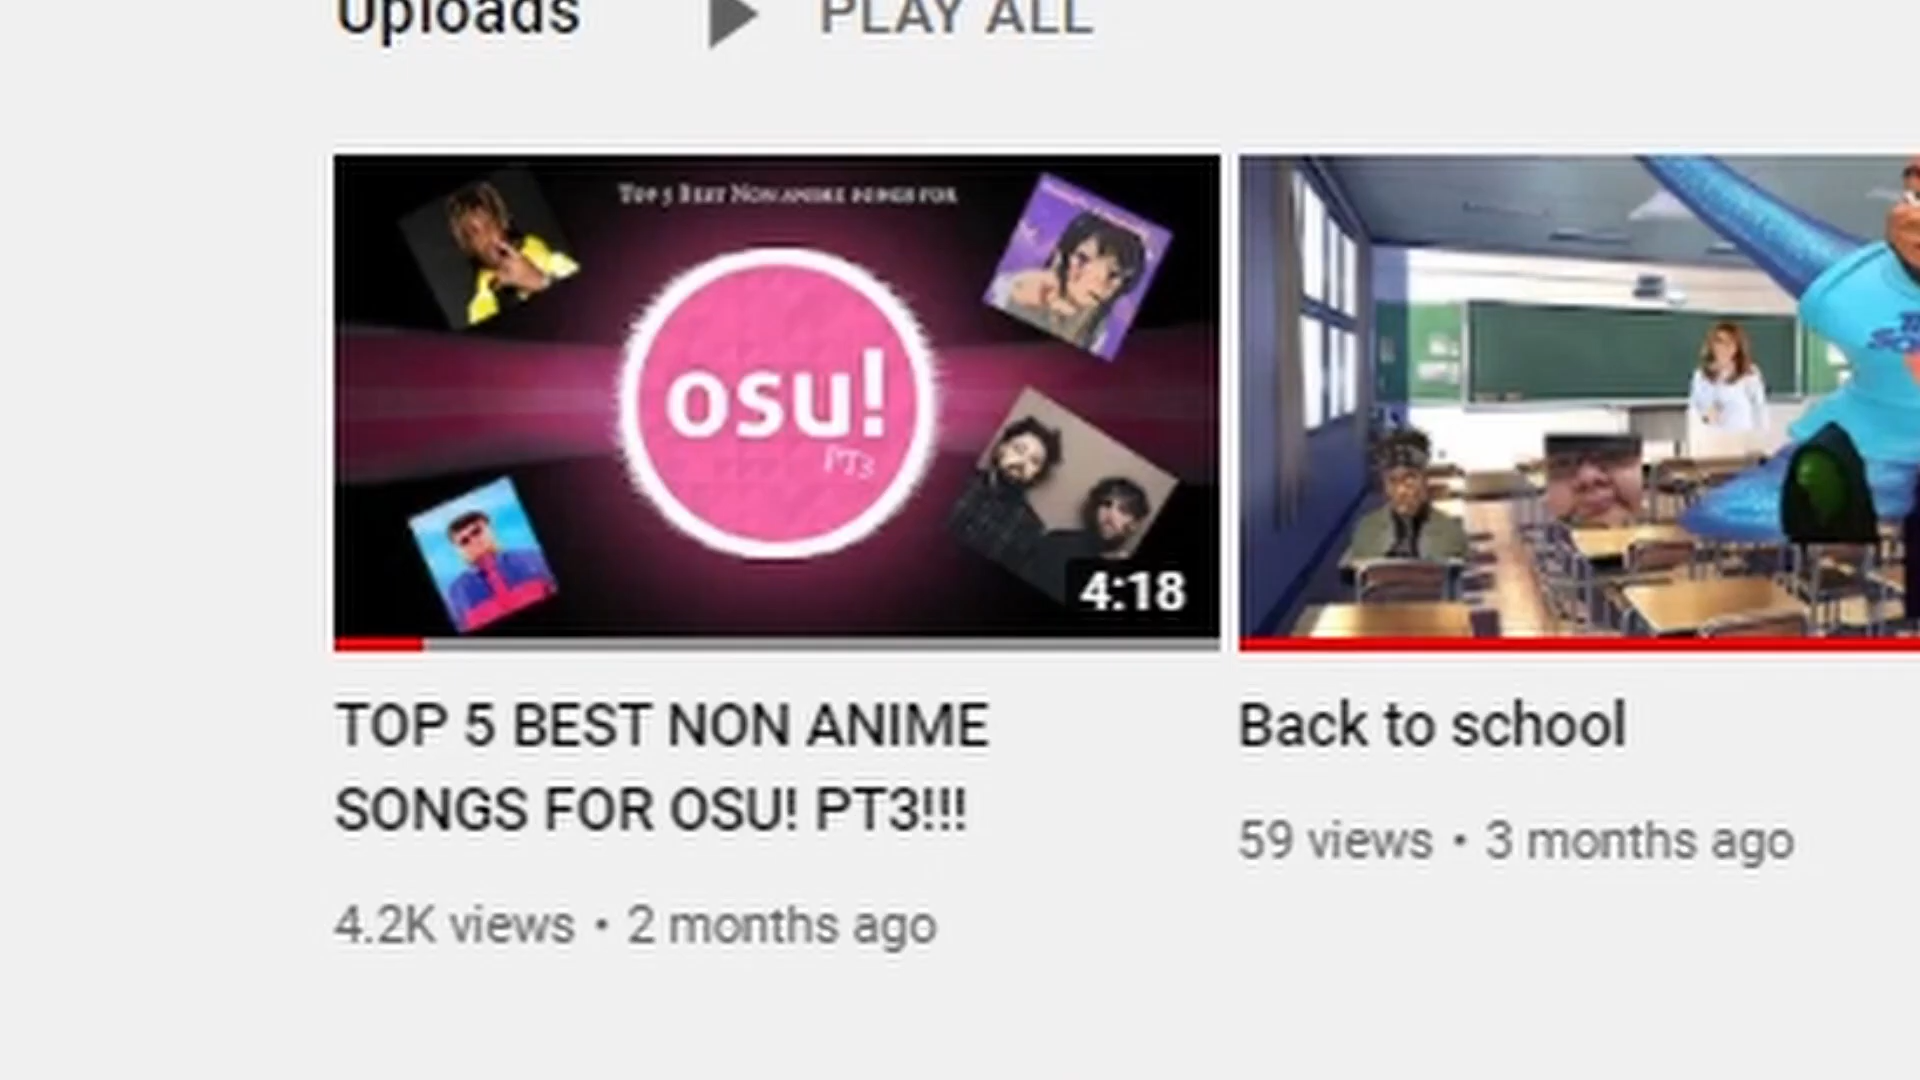 Uploads
PLAY ALL
TOP 5 BEST NON ANIME SONGS FOR
osu!
PT3
4:18
TOP 5 BEST NON ANIME
SONGS FOR OSU! PT3!!!
4.2K views • 2 months ago
Back to school
59 views • 3 months ago